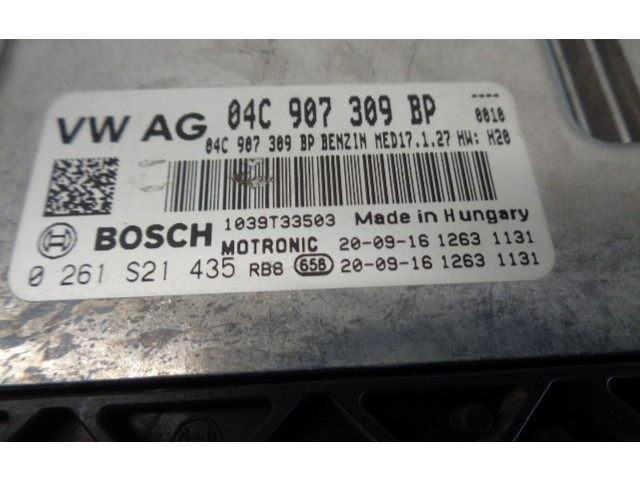 VW AG 04C 907 309 BP ----
0010
04C 907 309 BP BENZIN MED17.1.27 HW: H20
1039T33503 Made in Hungary
BOSCH MOTRONIC 20-09-16 1263 1131
0 261 S21 435 RB8 65B 20-09-16 1263 1131